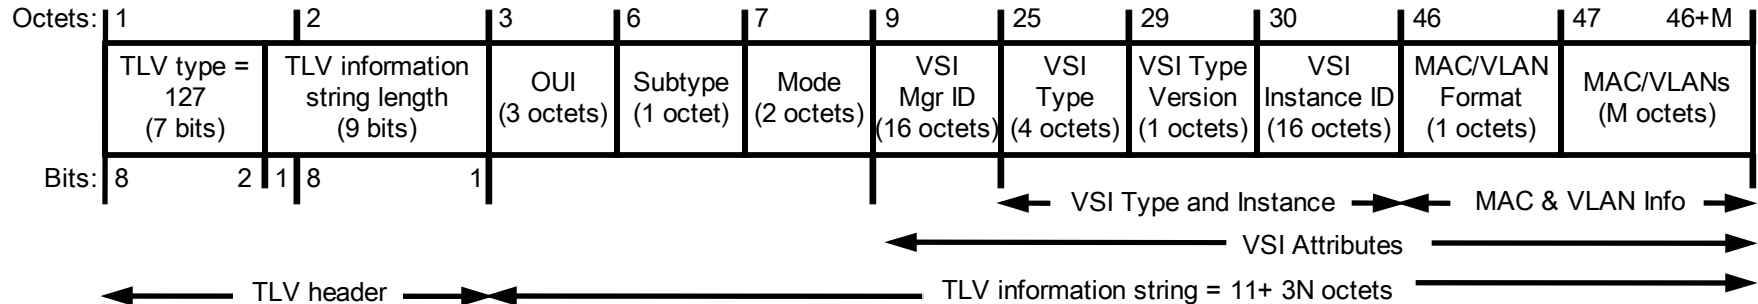 Octets: 1 2 3 6 7 9 25 29 30 46 47 46+M
TLV type =
127
(7 bits)
TLV information
string length
(9 bits)
OUI
(3 octets)
Subtype
(1 octet)
Mode
(2 octets)
VSI
Mgr ID
(16 octets)
VSI
Type
(4 octets)
VSI Type
Version
(1 octets)
VSI
Instance ID
(16 octets)
MAC/VLAN
Format
(1 octets)
MAC/VLANs
(M octets)
Bits: 8 2 1 8 1
VSI Type and Instance
MAC & VLAN Info
VSI Attributes
TLV header
TLV information string = 11+ 3N octets